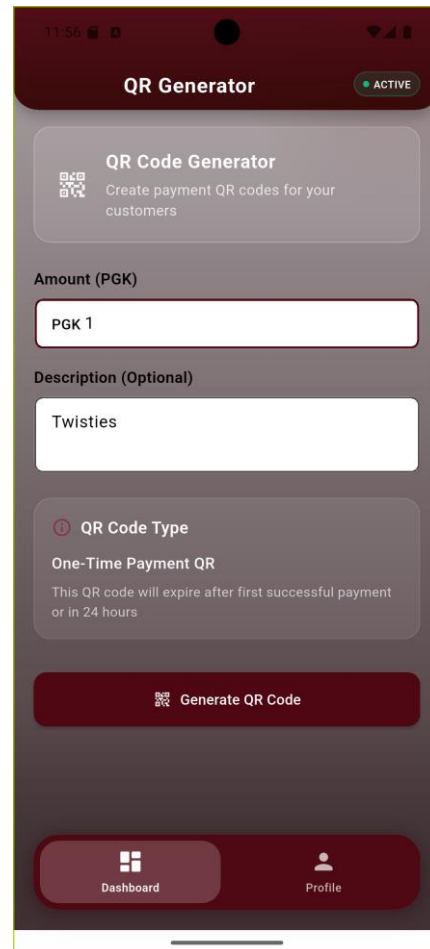 11:56
QR Generator
ACTIVE
QR Code Generator
Create payment QR codes for your
customers
Amount (PGK)
PGK 1
Description (Optional)
Twisties
QR Code Type
One-Time Payment QR
This QR code will expire after first successful payment
or in 24 hours
Generate QR Code
Dashboard
Profile